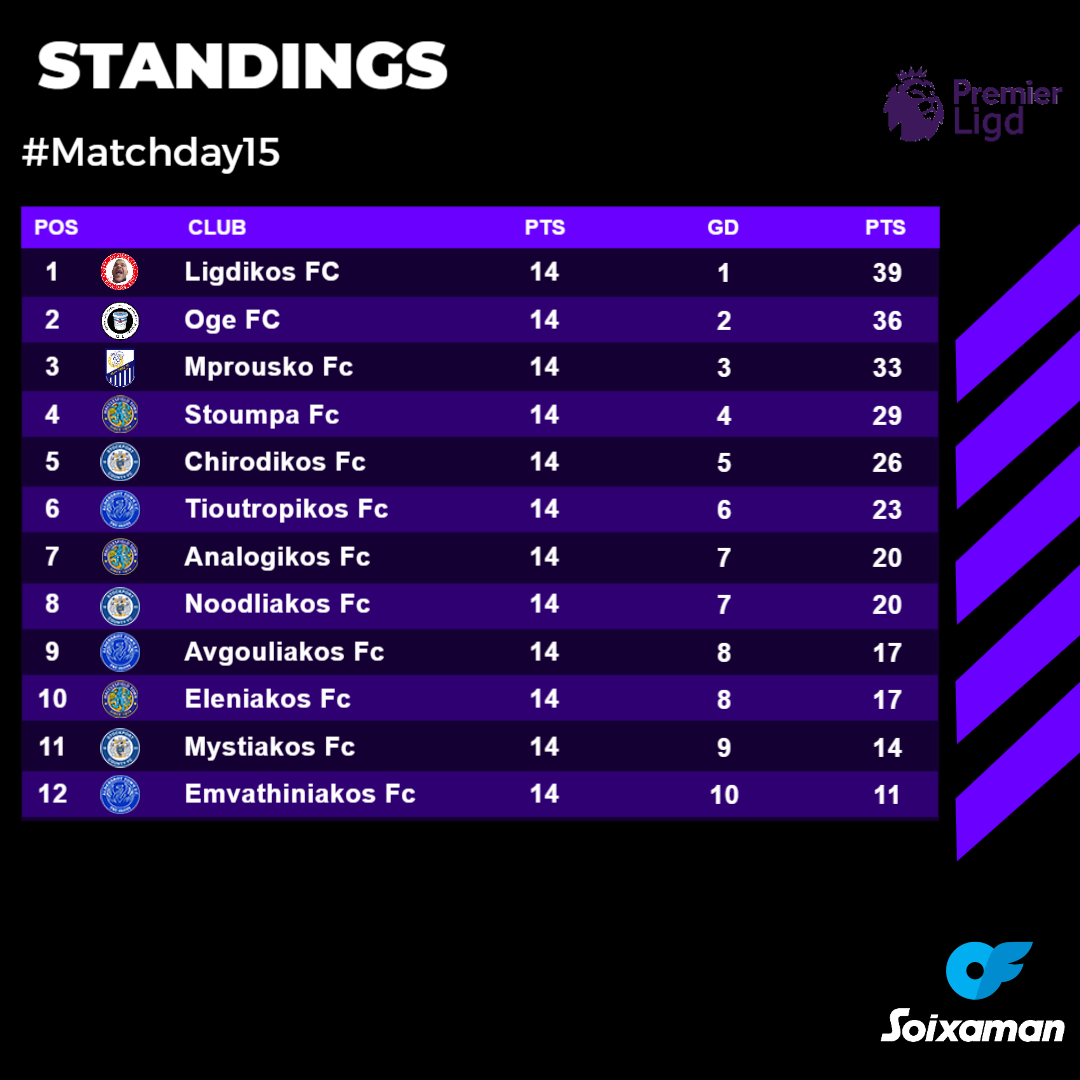 STANDINGS
Premier
Ligd
#Matchday15
POS CLUB PTS GD PTS
1 Ligdikos FC 14 1 39
2 Oge FC 14 2 36
3 Mprousko Fc 14 3 33
4 Stoumpa Fc 14 4 29
5 Chirodikos Fc 14 5 26
6 Tioutropikos Fc 14 6 23
7 Analogikos Fc 14 7 20
8 Noodliakos Fc 14 7 20
9 Avgouliakos Fc 14 8 17
10 Eleniakos Fc 14 8 17
11 Mystiakos Fc 14 9 14
12 Emvathiniakos Fc 14 10 11
Soixaman